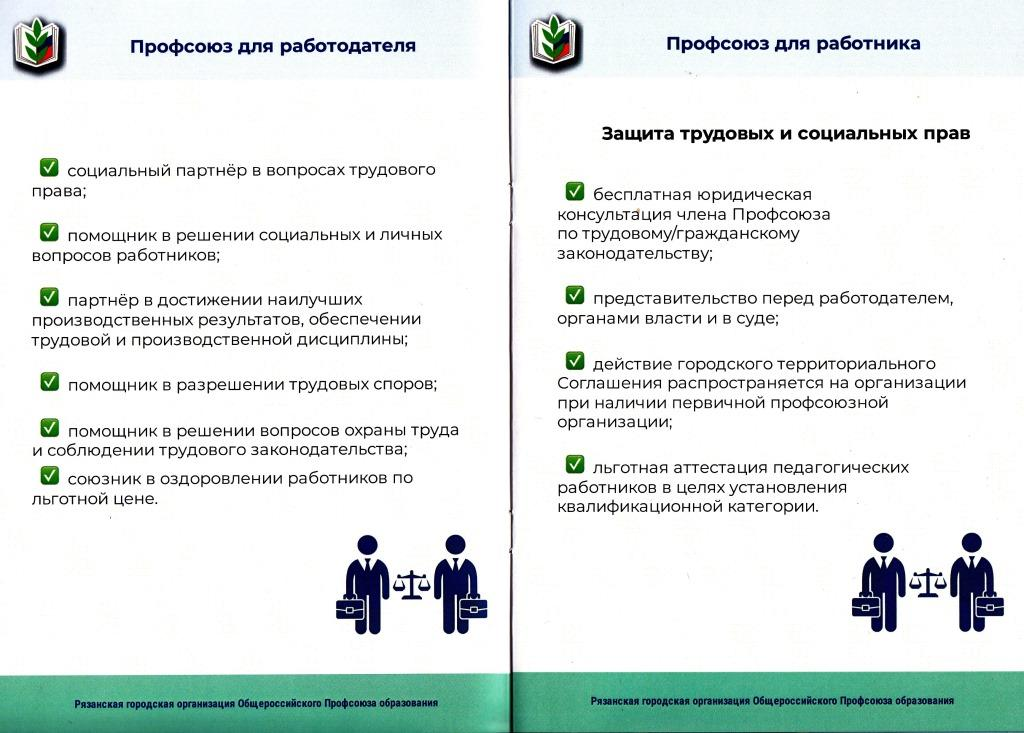 Профсоюз для работодателя
социальный партнёр в вопросах трудового
права;
помощник в решении социальных и личных
вопросов работников;
партнёр в достижении наилучших
производственных результатов, обеспечении
трудовой и производственной дисциплины;
помощник в разрешении трудовых споров;
помощник в решении вопросов охраны труда
и соблюдении трудового законодательства;
союзник в оздоровлении работников по
льготной цене.
Рязанская городская организация Общероссийского Профсоюза образования
Профсоюз для работника
Защита трудовых и социальных прав
бесплатная юридическая
консультация члена Профсоюза
по трудовому/гражданскому
законодательству;
представительство перед работодателем,
органами власти и в суде;
действие городского территориального
Соглашения распространяется на организации
при наличии первичной профсоюзной
организации;
льготная аттестация педагогических
работников в целях установления
квалификационной категории.
Рязанская городская организация Общероссийского Профсоюза образования